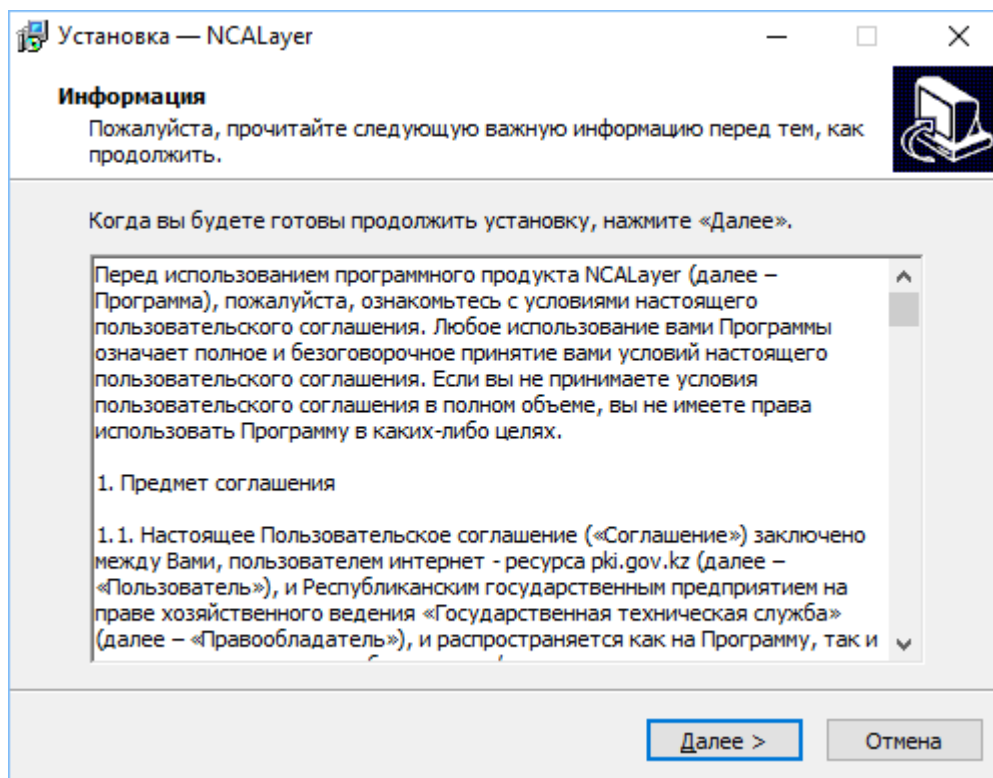 Установка — NCALayer
Информация
Пожалуйста, прочитайте следующую важную информацию перед тем, как
продолжить.
Когда вы будете готовы продолжить установку, нажмите «Далее».
Перед использованием программного продукта NCALayer (далее –
Программа), пожалуйста, ознакомьтесь с условиями настоящего
пользовательского соглашения. Любое использование вами Программы
означает полное и безоговорочное принятие вами условий настоящего
пользовательского соглашения. Если вы не принимаете условия
пользовательского соглашения в полном объеме, вы не имеете права
использовать Программу в каких-либо целях.
1. Предмет соглашения
1.1. Настоящее Пользовательское соглашение («Соглашение») заключено
между Вами, пользователем интернет - ресурса pki.gov.kz (далее –
«Пользователь»), и Республиканским государственным предприятием на
праве хозяйственного ведения «Государственная техническая служба»
(далее – «Правообладатель»), и распространяется как на Программу, так и
Далее >
Отмена